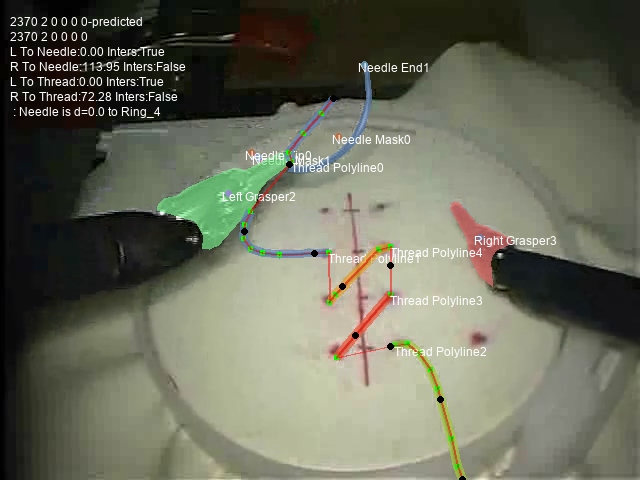 2370 2 0 0 0 0-predicted
2370 2 0 0 0 0
L To Needle:0.00 Inters:True
R To Needle:113.95 Inters:False
L To Thread:0.00 Inters:True
R To Thread:72.28 Inters:False
: Needle is d=0.0 to Ring_4
Needle End1
Needle Mask0
Thread Polyline0
Left Grasper2
Right Grasper3
Thread Polyline4
Thread Polyline1
Thread Polyline3
Thread Polyline2